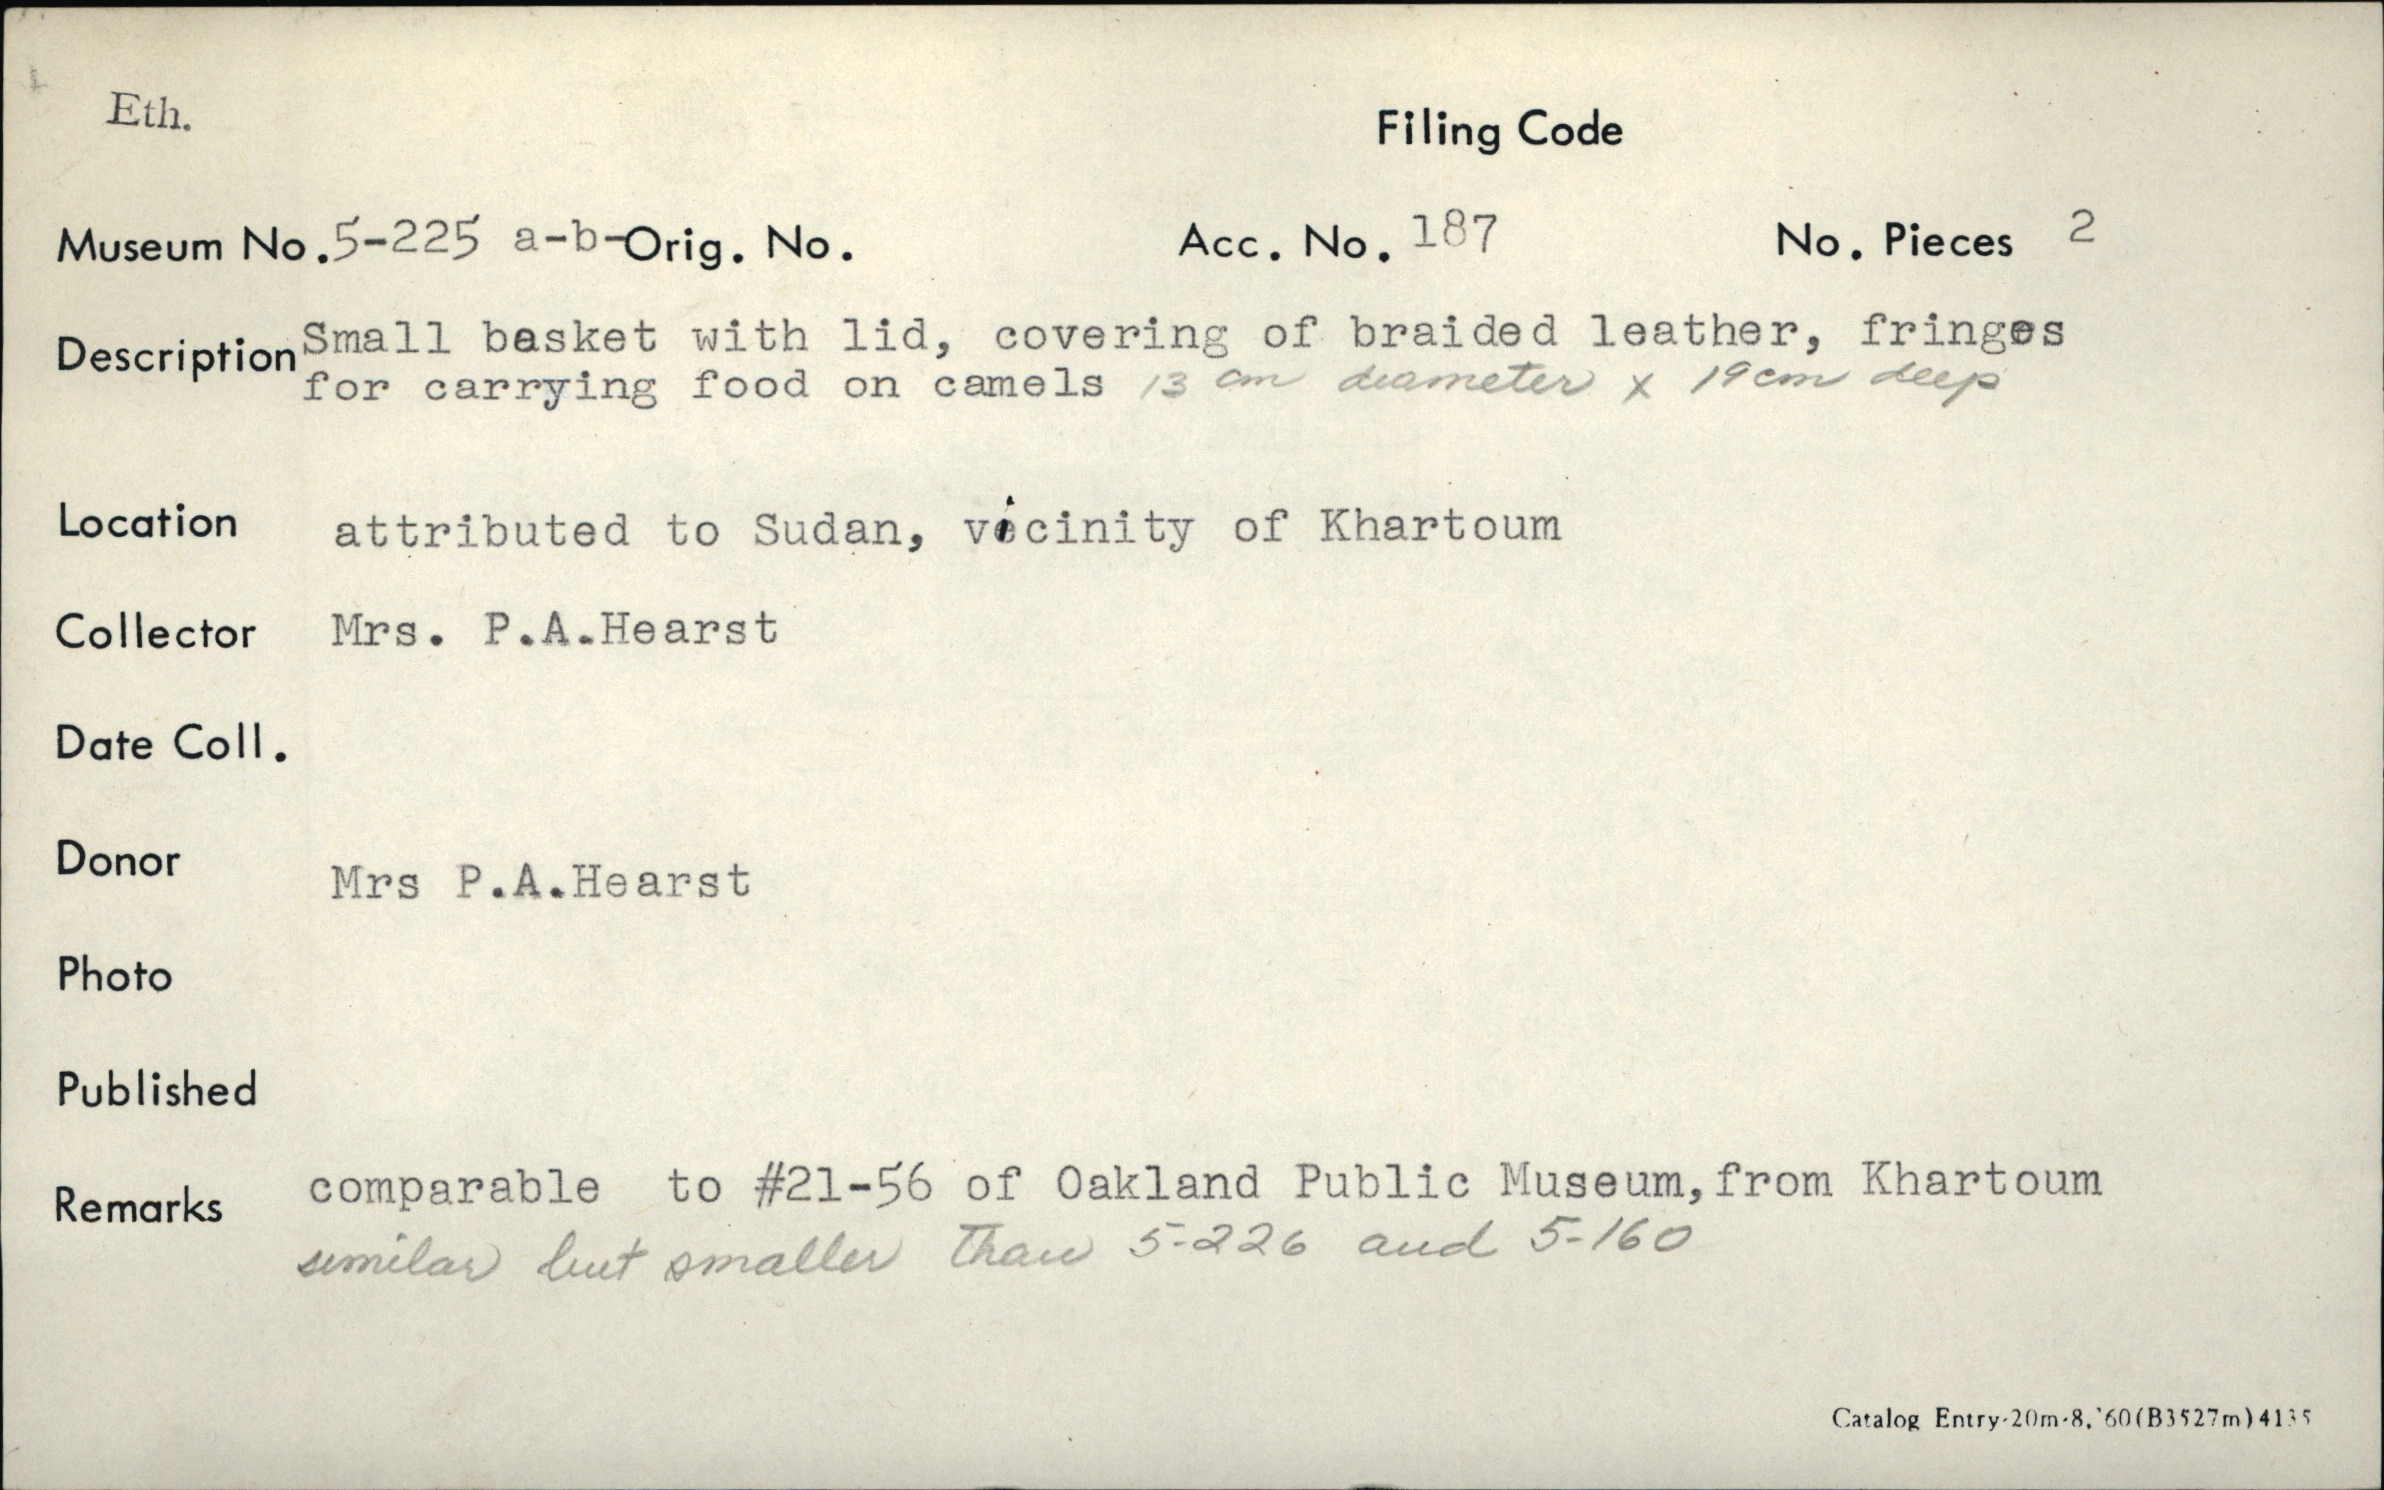 Eth.
Filing Code
Museum No. 5-225 a-b- Orig. No. Acc. No. 187 No. Pieces 2
Description Small basket with lid, covering of braided leather, fringes
for carrying food on camels 13 cm diameter x 19cm deep
Location attributed to Sudan, vicinity of Khartoum
Collector Mrs. P.A.Hearst
Date Coll.
Donor Mrs P.A.Hearst
Photo
Published
Remarks comparable to #21-56 of Oakland Public Museum,from Khartoum
similar but smaller than 5-226 and 5-160
Catalog Entry-20m-8,'60(B3527m)4135